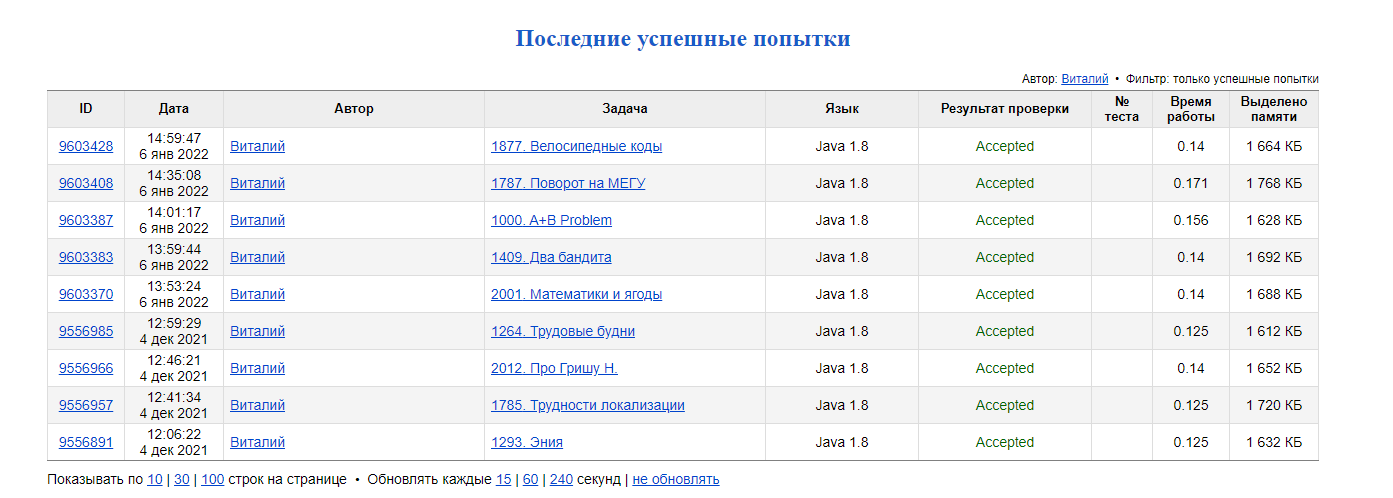 Последние успешные попытки
Автор: Виталий • Фильтр: только успешные попытки
ID Дата Автор Задача Язык Результат проверки № теста Время работы Выделено памяти
9603428 14:59:47 6 янв 2022 Виталий 1877. Велосипедные коды Java 1.8 Accepted 0.14 1 664 КБ
9603408 14:35:08 6 янв 2022 Виталий 1787. Поворот на МЕГУ Java 1.8 Accepted 0.171 1 768 КБ
9603387 14:01:17 6 янв 2022 Виталий 1000. A+B Problem Java 1.8 Accepted 0.156 1 628 КБ
9603383 13:59:44 6 янв 2022 Виталий 1409. Два бандита Java 1.8 Accepted 0.14 1 692 КБ
9603370 13:53:24 6 янв 2022 Виталий 2001. Математики и ягоды Java 1.8 Accepted 0.14 1 688 КБ
9556985 12:59:29 4 дек 2021 Виталий 1264. Трудовые будни Java 1.8 Accepted 0.125 1 612 КБ
9556966 12:46:21 4 дек 2021 Виталий 2012. Про Гришу Н. Java 1.8 Accepted 0.14 1 652 КБ
9556957 12:41:34 4 дек 2021 Виталий 1785. Трудности локализации Java 1.8 Accepted 0.125 1 720 КБ
9556891 12:06:22 4 дек 2021 Виталий 1293. Эния Java 1.8 Accepted 0.125 1 632 КБ
Показывать по 10 | 30 | 100 строк на странице • Обновлять каждые 15 | 60 | 240 секунд | не обновлять